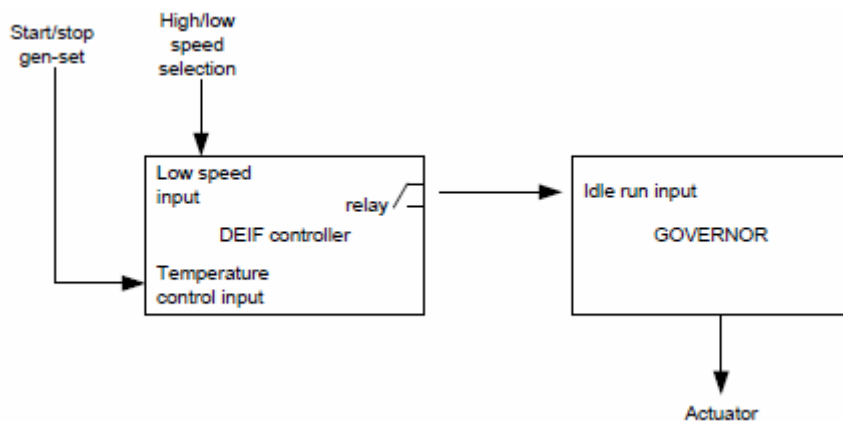 Start/stop
gen-set
High/low
speed
selection
Low speed
input
relay
DEIF controller
Temperature
control input
Idle run input
GOVERNOR
Actuator